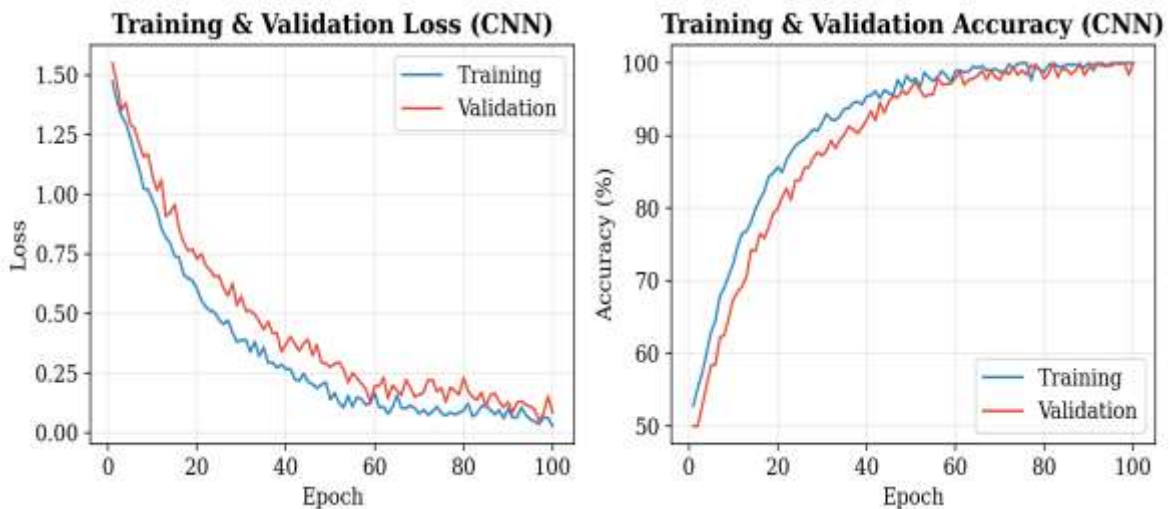 Training & Validation Loss (CNN)
1.50
1.25
1.00
0.75
0.50
0.25
0.00
Loss
0
20
40
60
80
100
Epoch
Training
Validation
Training & Validation Accuracy (CNN)
100
90
80
70
60
50
Accuracy (%)
0
20
40
60
80
100
Epoch
Training
Validation